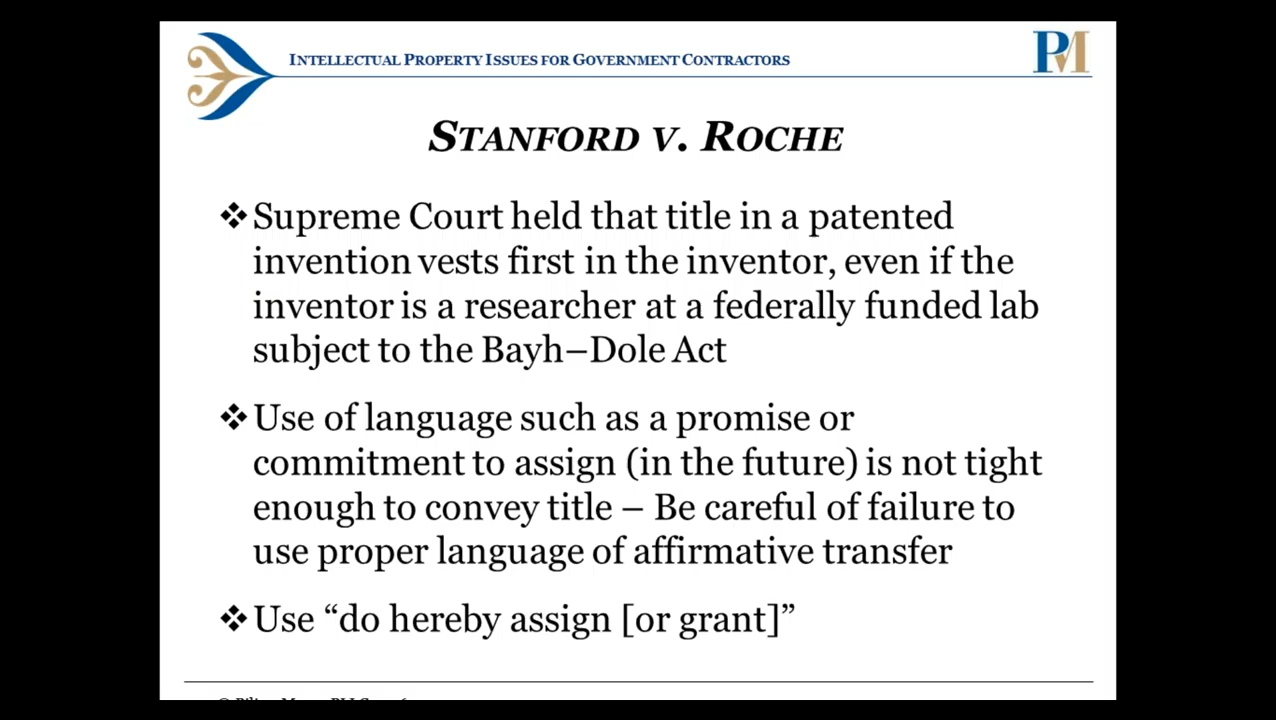 INTELLECTUAL PROPERTY ISSUES FOR GOVERNMENT CONTRACTORS
PM
STANFORD V. ROCHE
❖ Supreme Court held that title in a patented
invention vests first in the inventor, even if the
inventor is a researcher at a federally funded lab
subject to the Bayh–Dole Act
❖ Use of language such as a promise or
commitment to assign (in the future) is not tight
enough to convey title – Be careful of failure to
use proper language of affirmative transfer
❖ Use “do hereby assign [or grant]”